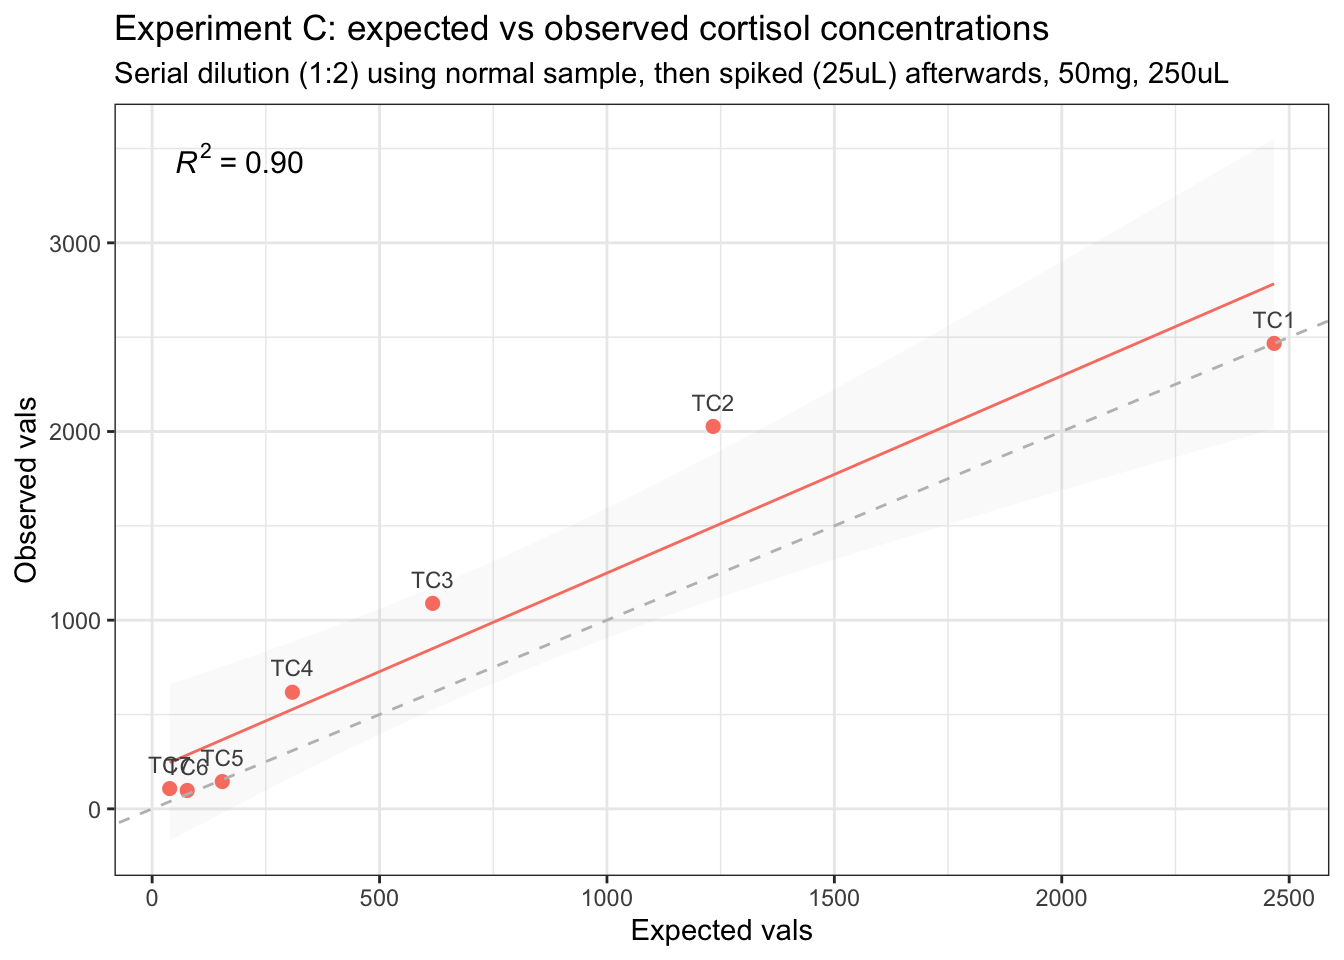 Experiment C: expected vs observed cortisol concentrations
Serial dilution (1:2) using normal sample, then spiked (25uL) afterwards, 50mg, 250uL
R² = 0.90
3000
2000
1000
0
Observed vals
TC1
TC2
TC3
TC4
TC5
TC6
TC7
0 500 1000 1500 2000 2500
Expected vals